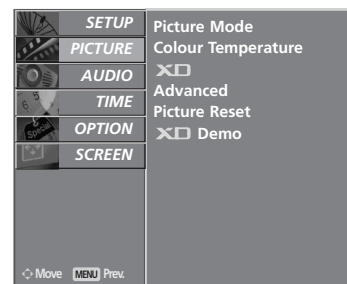 SETUP
PICTURE
AUDIO
TIME
OPTION
SCREEN
Move MENU Prev.
Picture Mode
Colour Temperature
XD
Advanced
Picture Reset
XD Demo